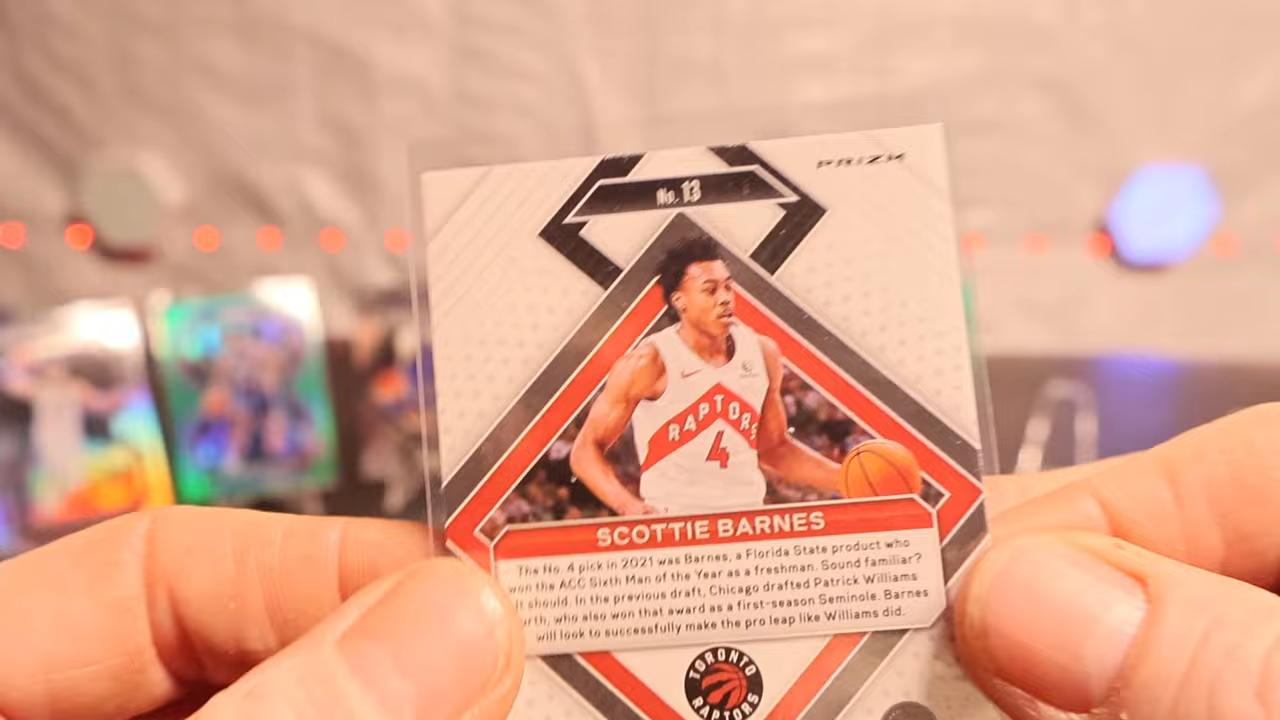 PRIZM
No. 13
RAPTORS
4
SCOTTIE BARNES
The No. 4 pick in 2021 was Barnes, a Florida State product who
won the ACC Sixth Man of the Year as a freshman. Sound familiar?
It should. In the previous draft, Chicago drafted Patrick Williams
urth, who also won that award as a first-season Seminole. Barnes
will look to successfully make the pro leap like Williams did.
TORONTO
RAPTORS